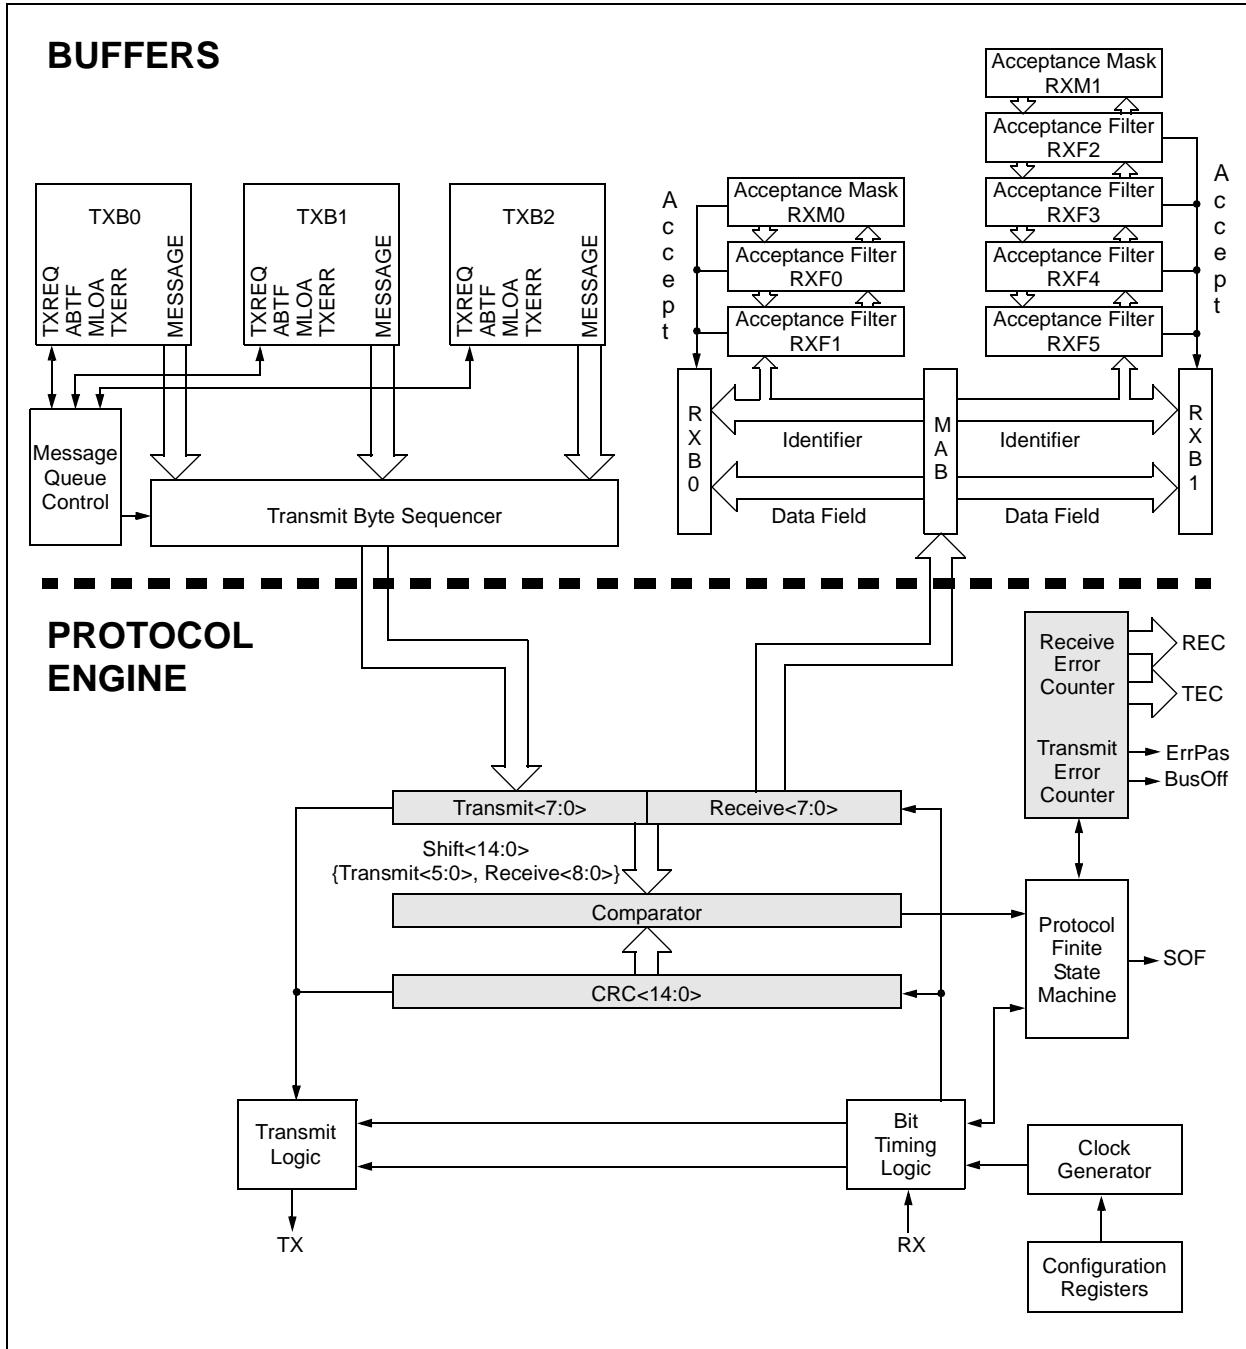 BUFFERS
TXB0
TXREQ
ABTF
MLOA
TXERR
MESSAGE
TXB1
TXREQ
ABTF
MLOA
TXERR
MESSAGE
TXB2
TXREQ
ABTF
MLOA
TXERR
MESSAGE
Message
Queue
Control
Transmit Byte Sequencer
Accept
Acceptance Mask
RXM0
Acceptance Filter
RXF0
Acceptance Filter
RXF1
Acceptance Mask
RXM1
Acceptance Filter
RXF2
Acceptance Filter
RXF3
Acceptance Filter
RXF4
Acceptance Filter
RXF5
Accept
RXB0
Identifier
Data Field
MAB
Identifier
Data Field
RXB1
PROTOCOL
ENGINE
Receive
Error
Counter
Transmit
Error
Counter
REC
TEC
ErrPas
BusOff
Transmit<7:0>
Receive<7:0>
Shift<14:0>
{Transmit<5:0>, Receive<8:0>}
Comparator
CRC<14:0>
Protocol
Finite
State
Machine
SOF
Transmit
Logic
Bit
Timing
Logic
Clock
Generator
TX
RX
Configuration
Registers